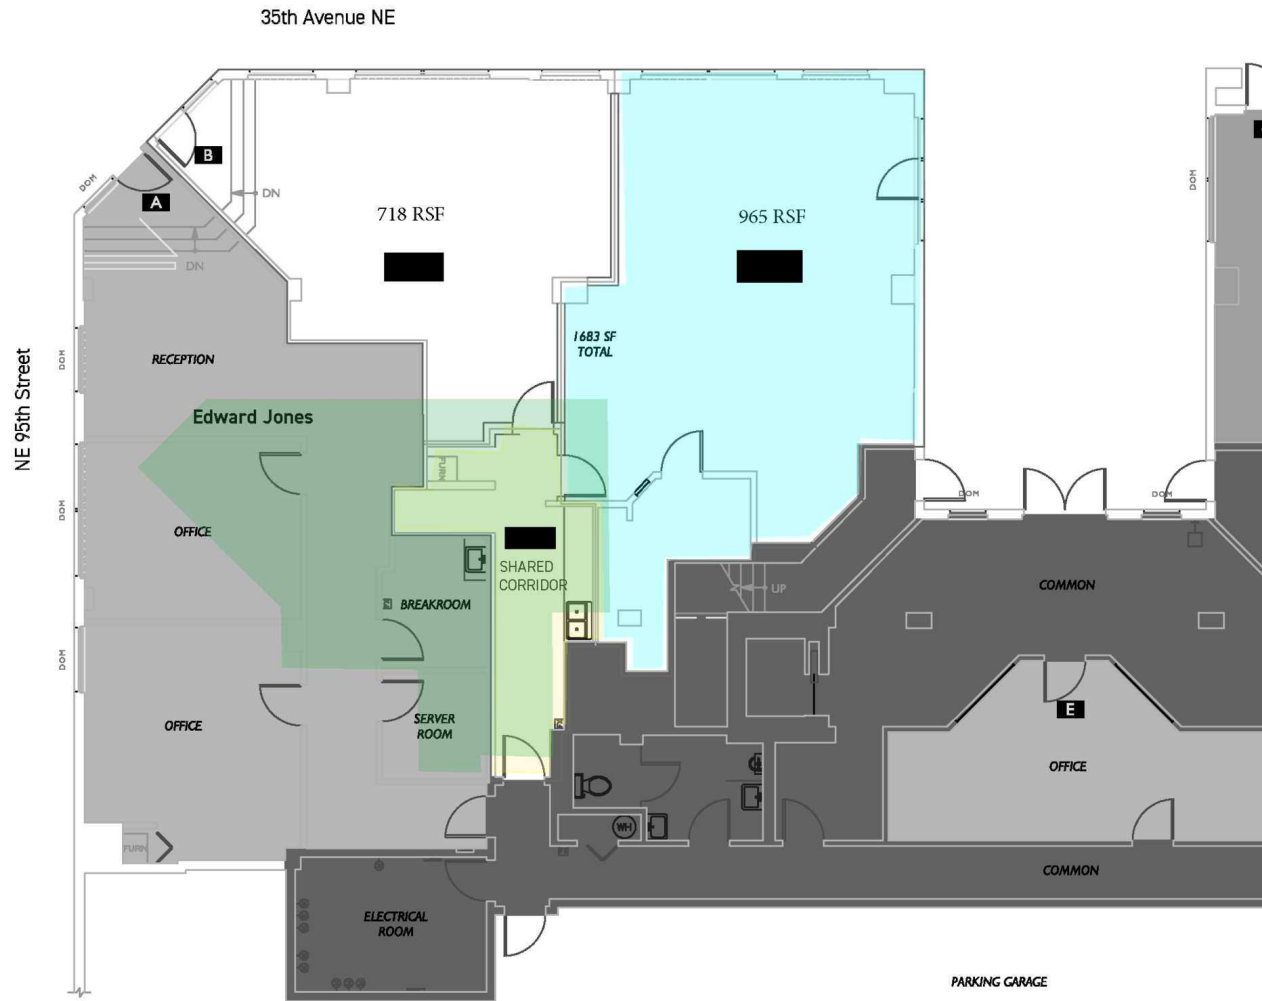 35th Avenue NE
DOM
B
A
DN
DN
718 RSF
965 RSF
DOM
NE 95th Street
DOM
RECEPTION
1683 SF
TOTAL
Edward Jones
FURN
DOM
OFFICE
DOM
DOM
SHARED
CORRIDOR
BREAKROOM
UP
COMMON
DOM
OFFICE
SERVER
ROOM
E
OFFICE
WH
FURN
COMMON
ELECTRICAL
ROOM
PARKING GARAGE